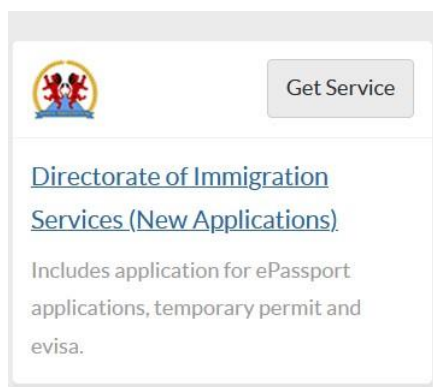 Get Service
Directorate of Immigration
Services (New Applications)
Includes application for ePassport
applications, temporary permit and
evisa.